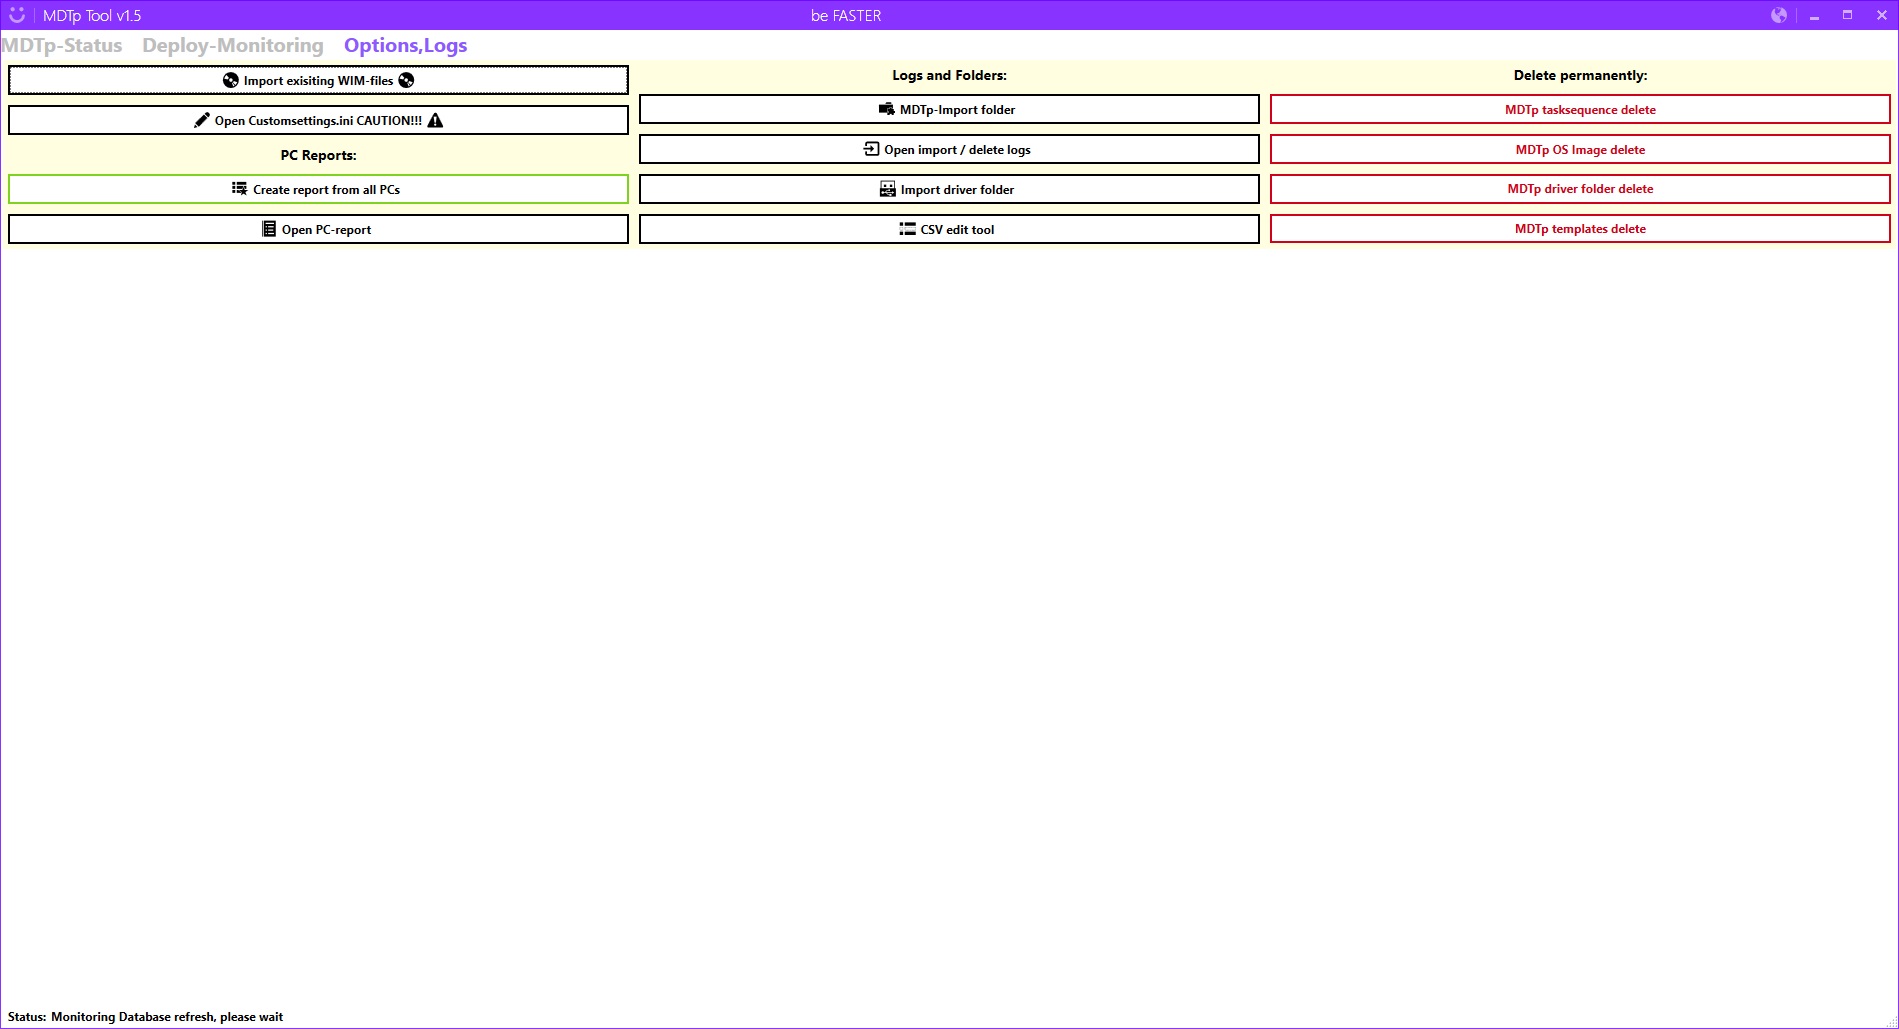 MDTp Tool v1.5
be FASTER
MDTp-Status
Deploy-Monitoring
Options,Logs
Import exisiting WIM-files
Open Customsettings.ini CAUTION!!!
PC Reports:
Create report from all PCs
Open PC-report
Logs and Folders:
MDTp-Import folder
Open import / delete logs
Import driver folder
CSV edit tool
Delete permanently:
MDTp tasksequence delete
MDTp OS Image delete
MDTp driver folder delete
MDTp templates delete
Status: Monitoring Database refresh, please wait